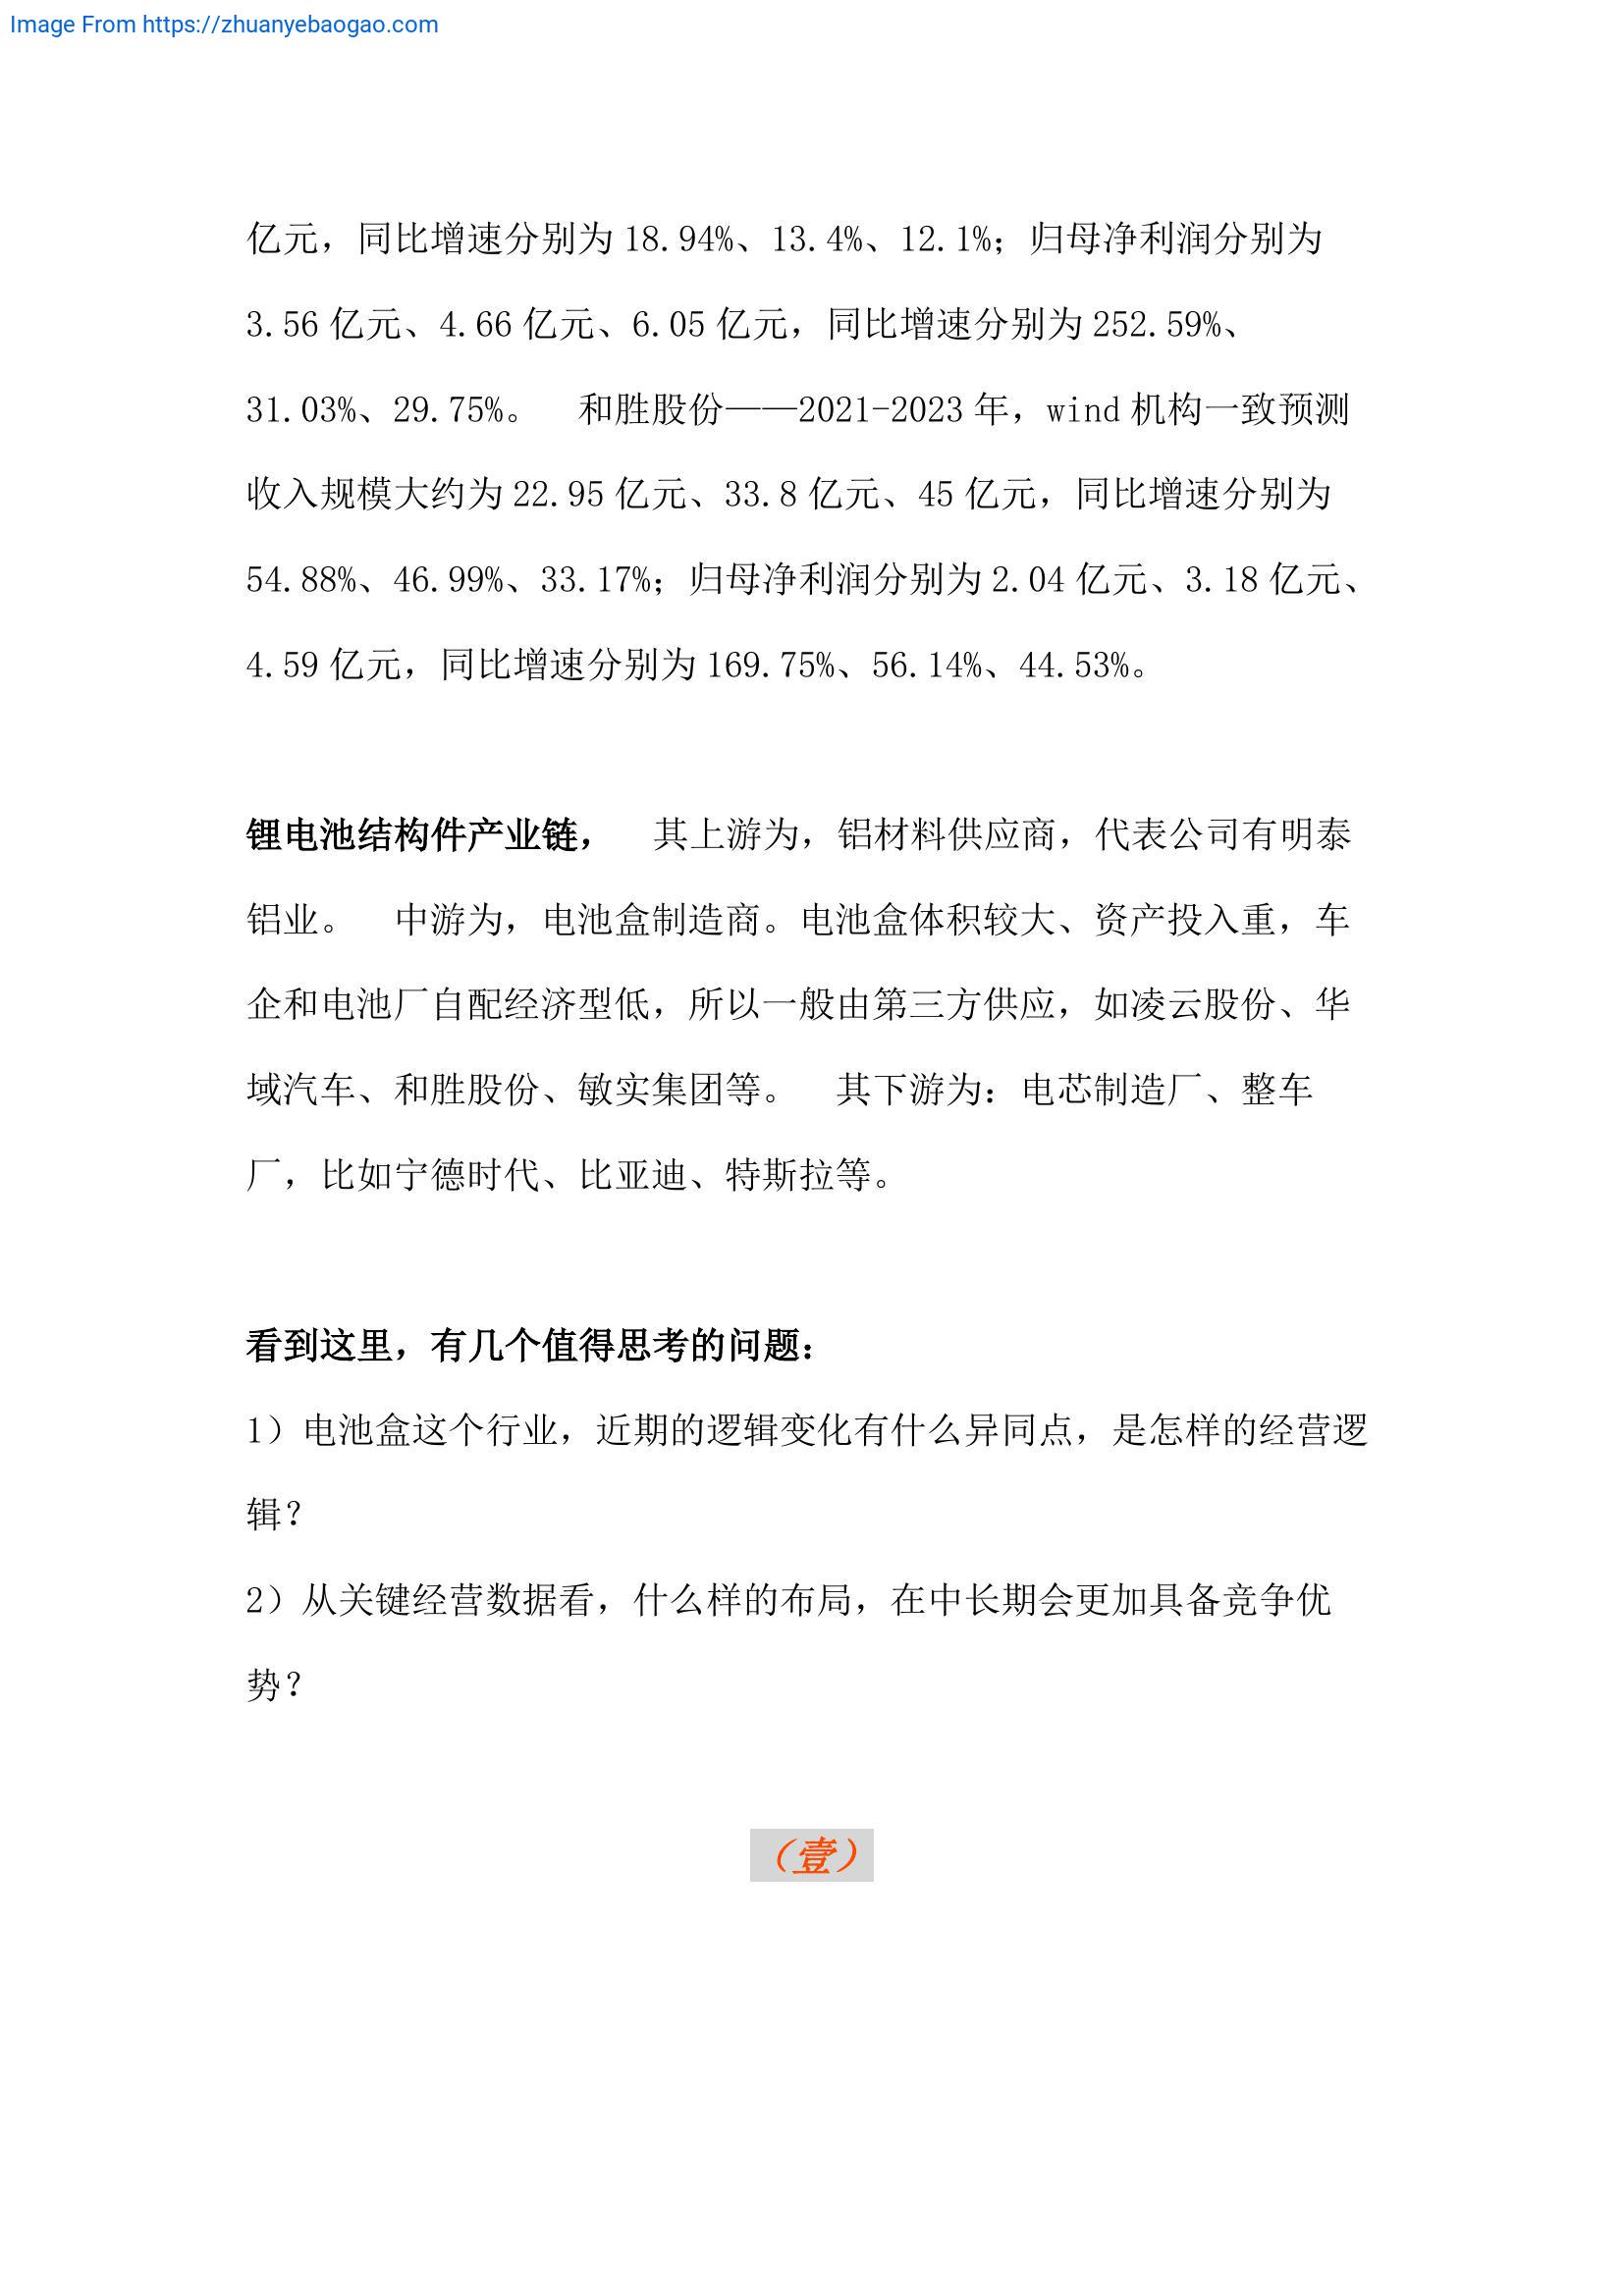 Image From https://zhuanyebaogao.com
亿元，同比增速分别为 18.94%、13.4%、12.1%；归母净利润分别为
3.56 亿元、4.66 亿元、6.05 亿元，同比增速分别为 252.59%、
31.03%、29.75%。　和胜股份——2021-2023 年，wind 机构一致预测
收入规模大约为 22.95 亿元、33.8 亿元、45 亿元，同比增速分别为
54.88%、46.99%、33.17%；归母净利润分别为 2.04 亿元、3.18 亿元、
4.59 亿元，同比增速分别为 169.75%、56.14%、44.53%。
锂电池结构件产业链，　其上游为，铝材料供应商，代表公司有明泰
铝业。　中游为，电池盒制造商。电池盒体积较大、资产投入重，车
企和电池厂自配经济型低，所以一般由第三方供应，如凌云股份、华
域汽车、和胜股份、敏实集团等。　其下游为：电芯制造厂、整车
厂，比如宁德时代、比亚迪、特斯拉等。
看到这里，有几个值得思考的问题：
1）电池盒这个行业，近期的逻辑变化有什么异同点，是怎样的经营逻
辑？
2）从关键经营数据看，什么样的布局，在中长期会更加具备竞争优
势？
（壹）